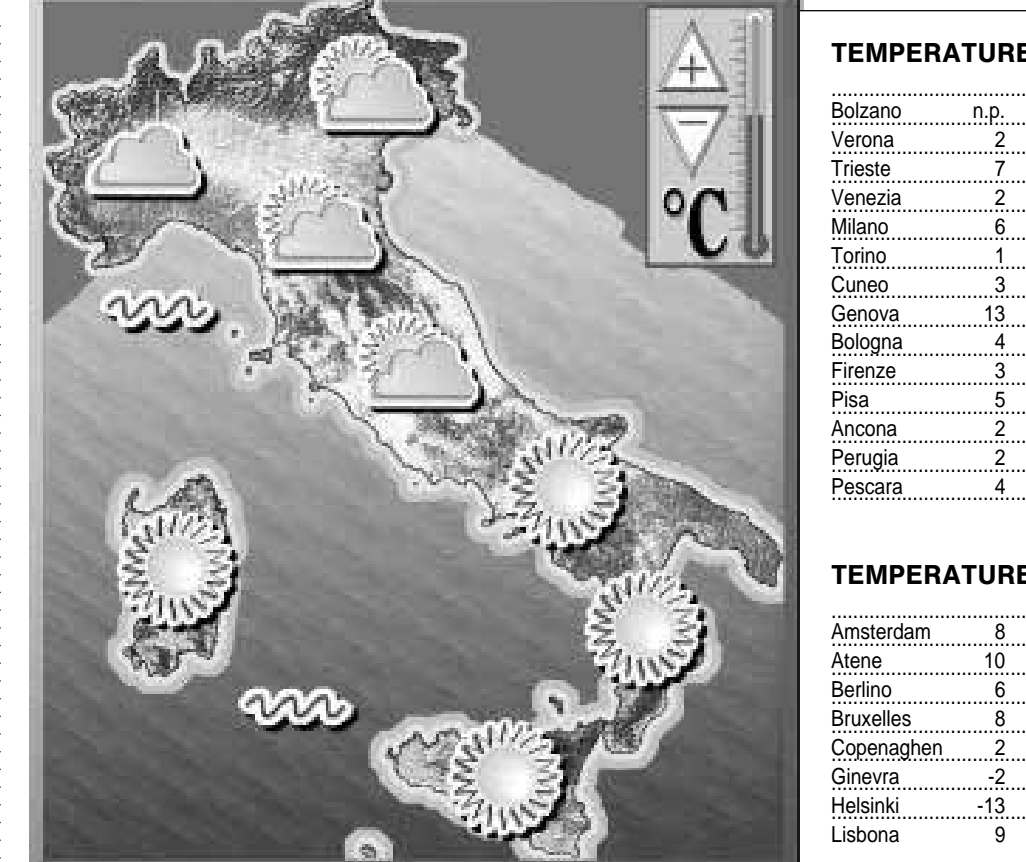 +
−
°C
TEMPERATURE
Bolzano n.p.
Verona 2
Trieste 7
Venezia 2
Milano 6
Torino 1
Cuneo 3
Genova 13
Bologna 4
Firenze 3
Pisa 5
Ancona 2
Perugia 2
Pescara 4
TEMPERATURE
Amsterdam 8
Atene 10
Berlino 6
Bruxelles 8
Copenaghen 2
Ginevra -2
Helsinki -13
Lisbona 9